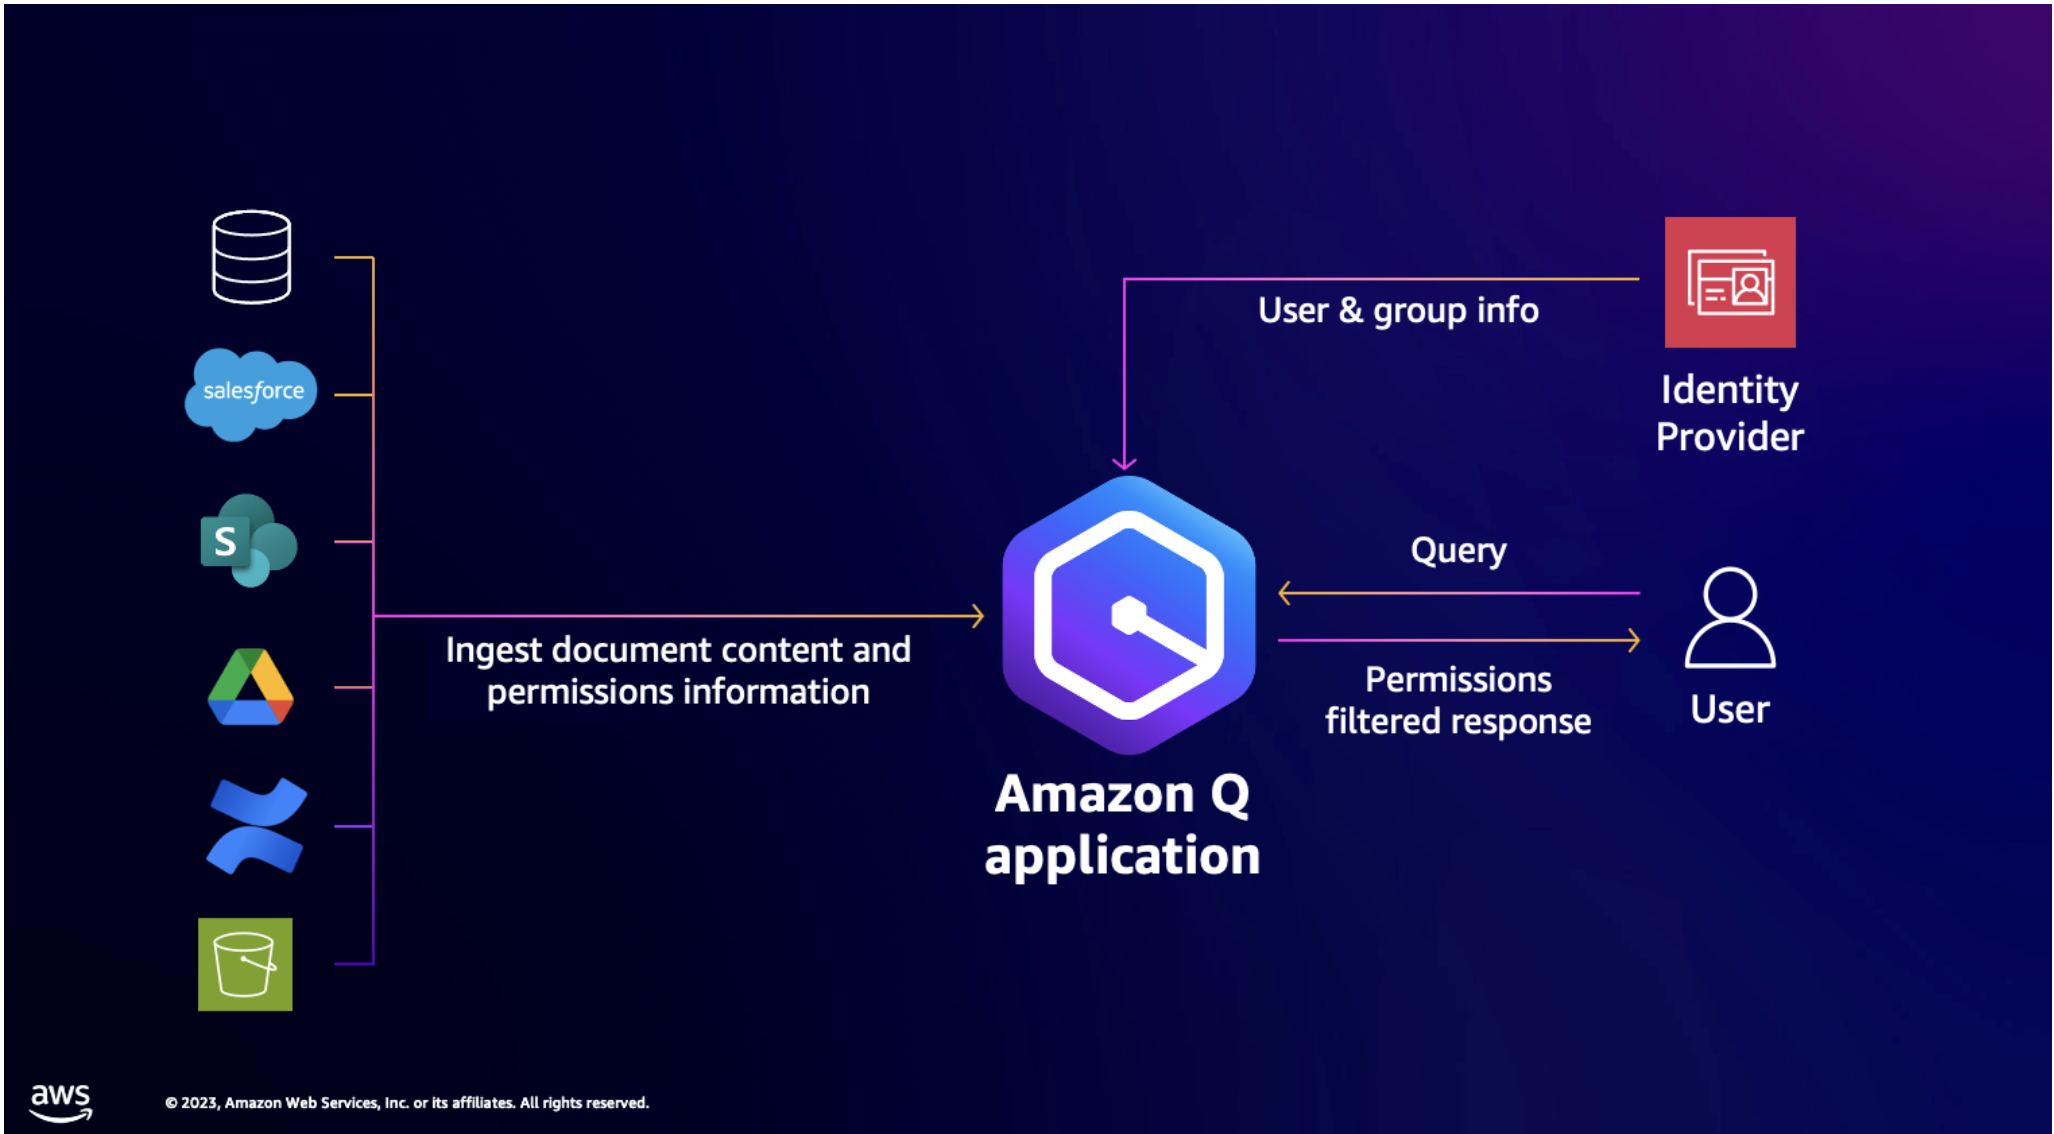 salesforce
S
Ingest document content and
permissions information
User & group info
Identity
Provider
Query
Permissions
filtered response
User
Amazon Q
application
aws
© 2023, Amazon Web Services, Inc. or its affiliates. All rights reserved.